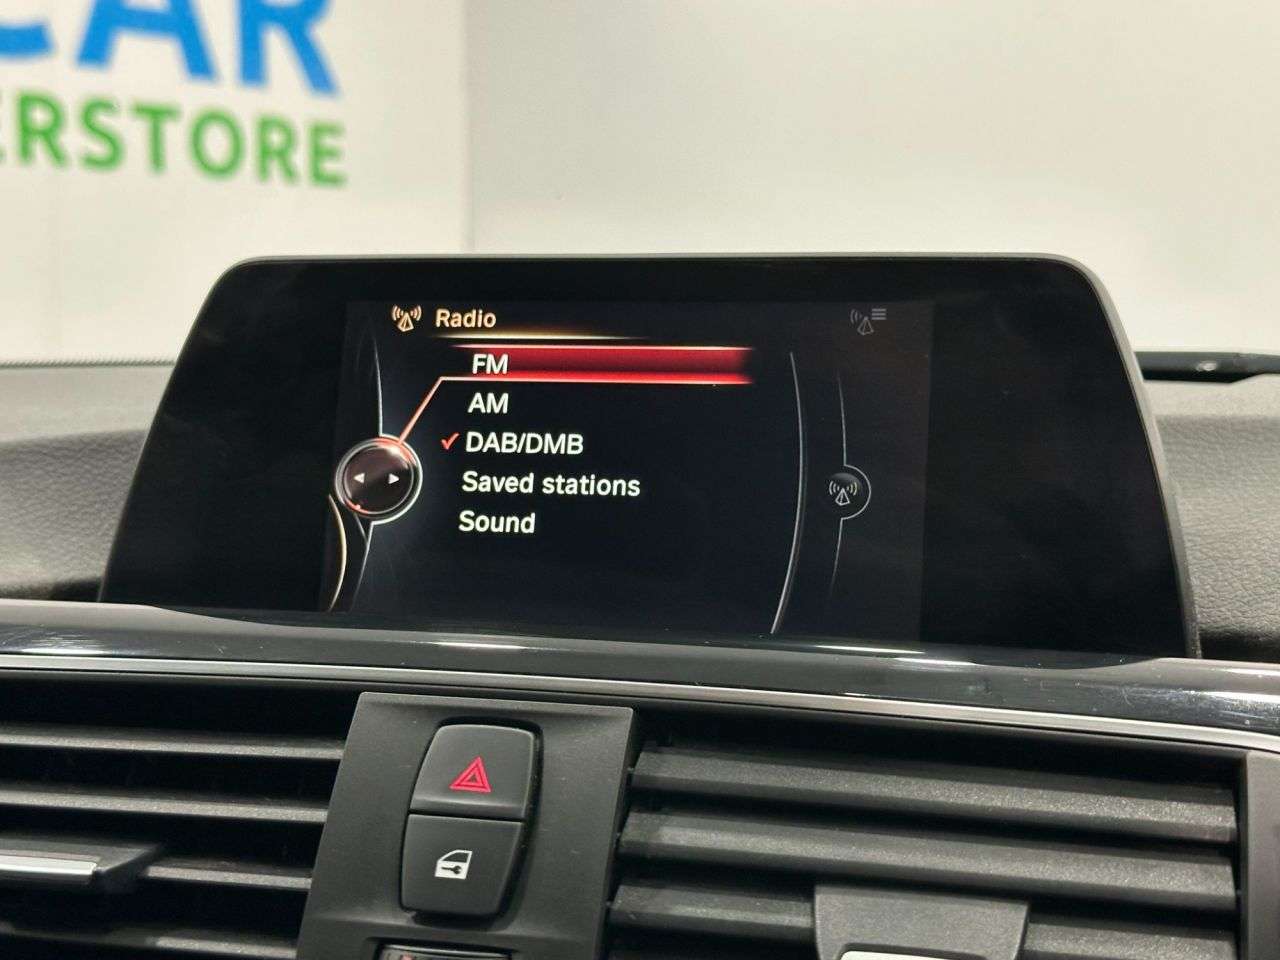 CAR
ERSTORE
Radio
FM
AM
DAB/DMB
Saved stations
Sound